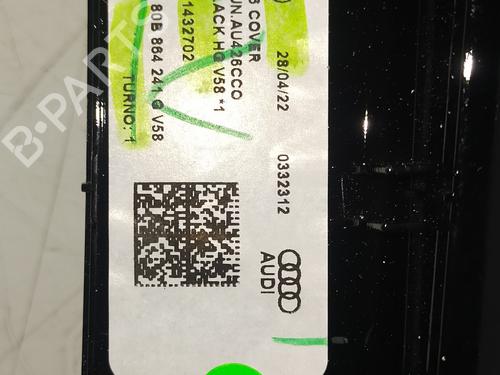 COVER
UN.AU426CCO
LACK HG V58 *1
1432702
80B 864 241 G V58
TURNO: 1
28/04/22
0332312
AUDI
B-PARTS